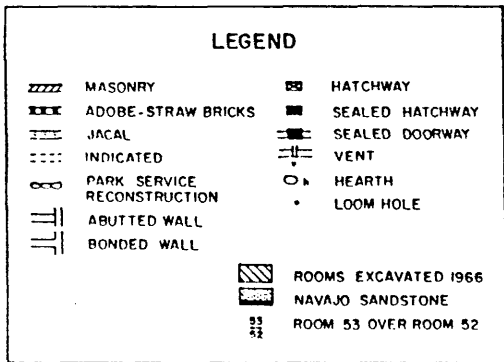 LEGEND
MASONRY
ADOBE-STRAW BRICKS
JACAL
INDICATED
PARK SERVICE
RECONSTRUCTION
ABUTTED WALL
BONDED WALL
HATCHWAY
SEALED HATCHWAY
SEALED DOORWAY
VENT
h HEARTH
LOOM HOLE
ROOMS EXCAVATED 1966
NAVAJO SANDSTONE
53
52 ROOM 53 OVER ROOM 52